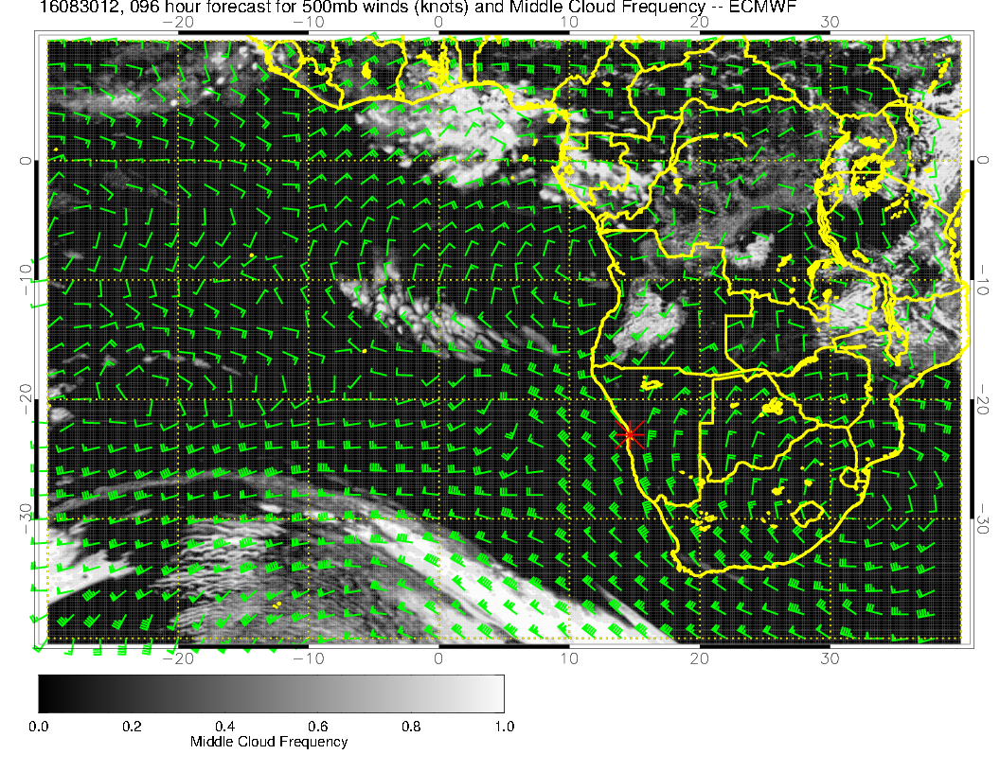 16083012, 096 hour forecast for 500mb winds (knots) and Middle Cloud Frequency -- ECMWF
−20 −10 0 10 20 30
0 0
−10 −10
−20 −20
−30 −30
−20 −10 0 10 20 30
0.0 0.2 0.4 0.6 0.8 1.0
Middle Cloud Frequency